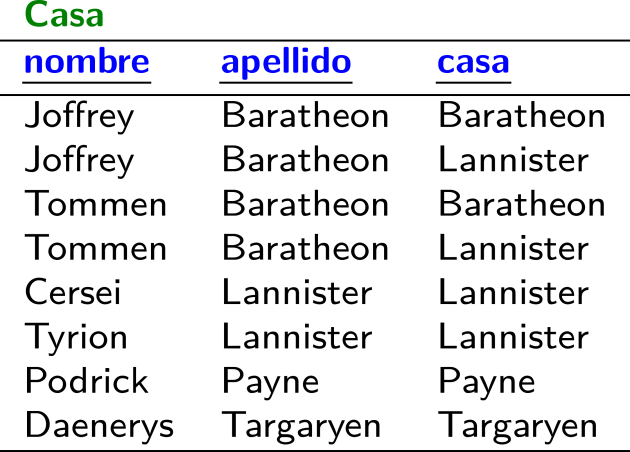 Casa
nombre apellido casa
Joffrey Baratheon Baratheon
Joffrey Baratheon Lannister
Tommen Baratheon Baratheon
Tommen Baratheon Lannister
Cersei Lannister Lannister
Tyrion Lannister Lannister
Podrick Payne Payne
Daenerys Targaryen Targaryen